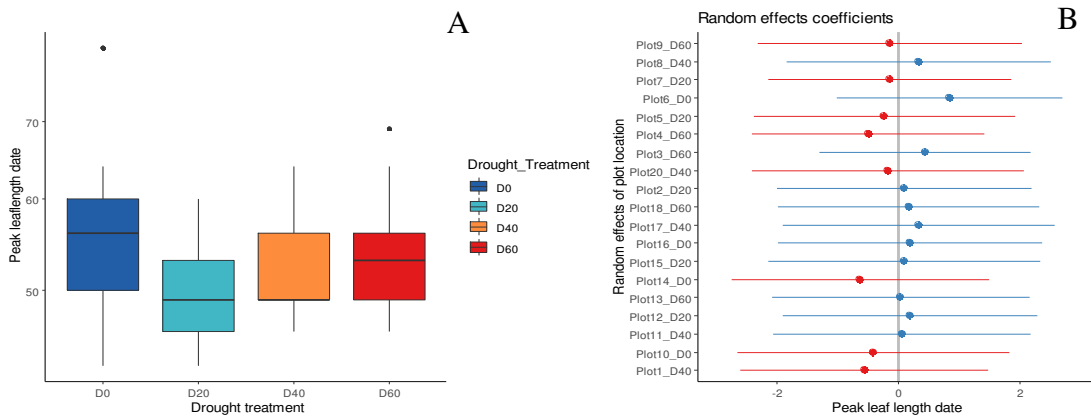 A
70
60
50
Peak leaflength date
D0
D20
D40
D60
Drought treatment
Drought_Treatment
D0
D20
D40
D60
B
Random effects coefficients
Random effects of plot location
Plot9_D60
Plot8_D40
Plot7_D20
Plot6_D0
Plot5_D20
Plot4_D60
Plot3_D60
Plot20_D40
Plot2_D20
Plot18_D60
Plot17_D40
Plot16_D0
Plot15_D20
Plot14_D0
Plot13_D60
Plot12_D20
Plot11_D40
Plot10_D0
Plot1_D40
-2
0
2
Peak leaf length date